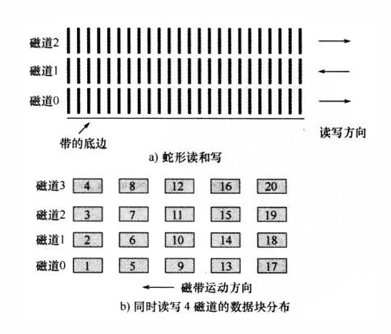 磁道2
磁道1
磁道0
带的底边
读写方向
a) 蛇形读和写
磁道3 4 8 12 16 20
磁道2 3 7 11 15 19
磁道1 2 6 10 14 18
磁道0 1 5 9 13 17
磁带运动方向
b) 同时读写 4 磁道的数据块分布